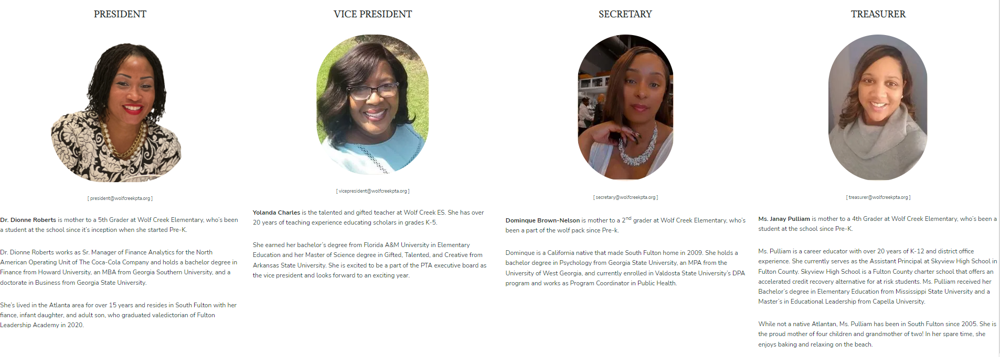 PRESIDENT
[ president@wolfcreekpta.org ]
Dr. Dionne Roberts is mother to a 5th Grader at Wolf Creek Elementary, who's been
a student at the school since it's inception when she started Pre-K.
Dr. Dionne Roberts works as Sr. Manager of Finance Analytics for the North
American Operating Unit of The Coca-Cola Company and holds a bachelor degree in
Finance from Howard University, an MBA from Georgia Southern University, and a
doctorate in Business from Georgia State University.
She's lived in the Atlanta area for over 15 years and resides in South Fulton with her
fiance, infant daughter, and adult son, who graduated valedictorian of Fulton
Leadership Academy in 2020.
VICE PRESIDENT
[ vicepresident@wolfcreekpta.org ]
Yolanda Charles is the talented and gifted teacher at Wolf Creek ES. She has over
20 years of teaching experience educating scholars in grades K-5.
She earned her bachelor's degree from Florida A&M University in Elementary
Education and her Master of Science degree in Gifted, Talented, and Creative from
Arkansas State University. She is excited to be a part of the PTA executive board as
the vice president and looks forward to an exciting year.
SECRETARY
[ secretary@wolfcreekpta.org ]
Dominque Brown-Nelson is mother to a 2nd grader at Wolf Creek Elementary, who's
been a part of the wolf pack since Pre-k.
Dominque is a California native that made South Fulton home in 2009. She holds a
bachelor degree in Psychology from Georgia State University, an MPA from the
University of West Georgia, and currently enrolled in Valdosta State University's DPA
program and works as Program Coordinator in Public Health.
TREASURER
[ treasurer@wolfcreekpta.org ]
Ms. Janay Pulliam is mother to a 4th Grader at Wolf Creek Elementary, who's been a
student at the school since Pre-K.
Ms. Pulliam is a career educator with over 20 years of K-12 and district office
experience. She currently serves as the Assistant Principal at Skyview High School in
Fulton County. Skyview High School is a Fulton County charter school that offers an
accelerated credit recovery alternative for at risk students. Ms. Pulliam received her
Bachelor's degree in Elementary Education from Mississippi State University and a
Master's in Educational Leadership from Capella University.
While not a native Atlantan, Ms. Pulliam has been in South Fulton since 2005. She is
the proud mother of four children and grandmother of two! In her spare time, she
enjoys baking and relaxing on the beach.